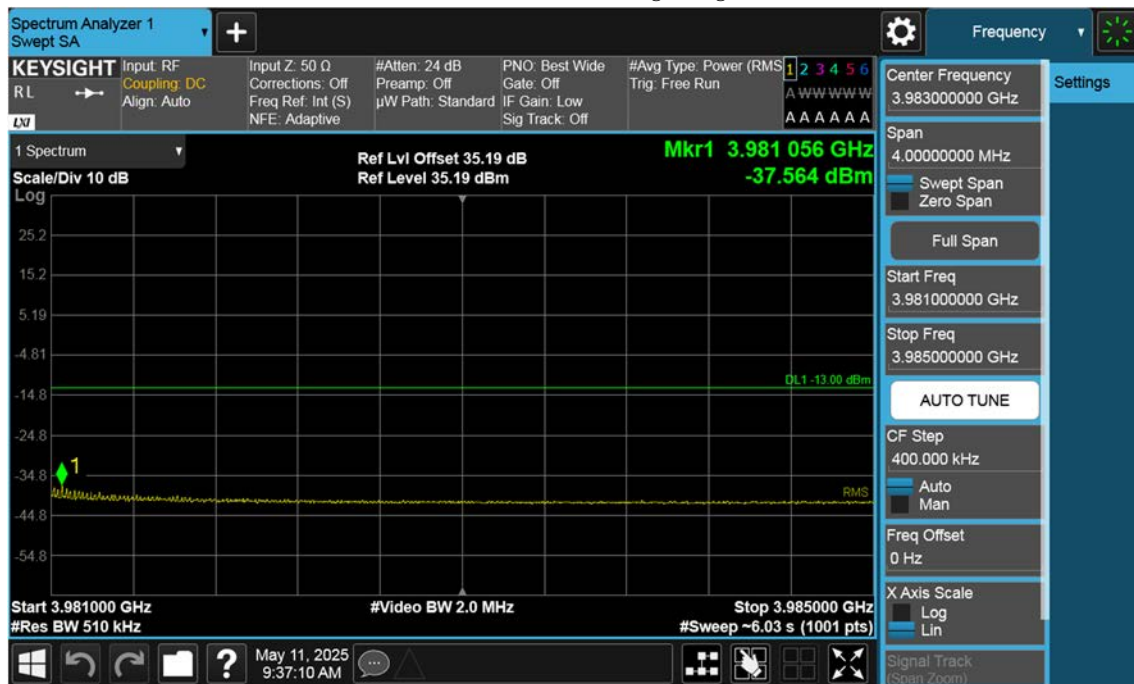 Spectrum Analyzer 1
Swept SA
Frequency
KEYSIGHT
R L
LXI
Input: RF
Coupling: DC
Align: Auto
Input Z: 50 Ω
Corrections: Off
Freq Ref: Int (S)
NFE: Adaptive
#Atten: 24 dB
Preamp: Off
µW Path: Standard
PNO: Best Wide
Gate: Off
IF Gain: Low
Sig Track: Off
#Avg Type: Power (RMS
Trig: Free Run
1 2 3 4 5 6
A W W W W W
A A A A A A
1 Spectrum
Scale/Div 10 dB
Ref Lvl Offset 35.19 dB
Ref Level 35.19 dBm
Mkr1 3.981 056 GHz
-37.564 dBm
Log
25.2
15.2
5.19
-4.81
-14.8
-24.8
-34.8
-44.8
-54.8
DL1 -13.00 dBm
1
RMS
Start 3.981000 GHz
#Res BW 510 kHz
#Video BW 2.0 MHz
Stop 3.985000 GHz
#Sweep ~6.03 s (1001 pts)
May 11, 2025
9:37:10 AM
Center Frequency
3.983000000 GHz
Settings
Span
4.00000000 MHz
Swept Span
Zero Span
Full Span
Start Freq
3.981000000 GHz
Stop Freq
3.985000000 GHz
AUTO TUNE
CF Step
400.000 kHz
Auto
Man
Freq Offset
0 Hz
X Axis Scale
Log
Lin
Signal Track
(Span Zoom)